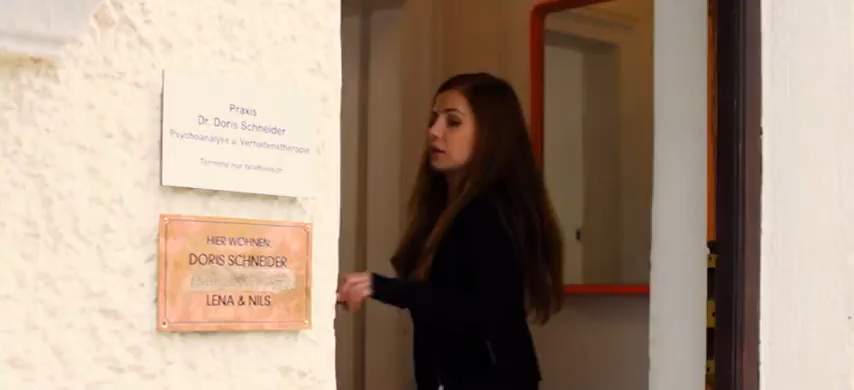 Praxis
Dr. Doris Schneider
Psychoanalyse u. Verhaltenstherapie
Termine nur telefonisch
HIER WOHNEN:
DORIS SCHNEIDER
LENA & NILS